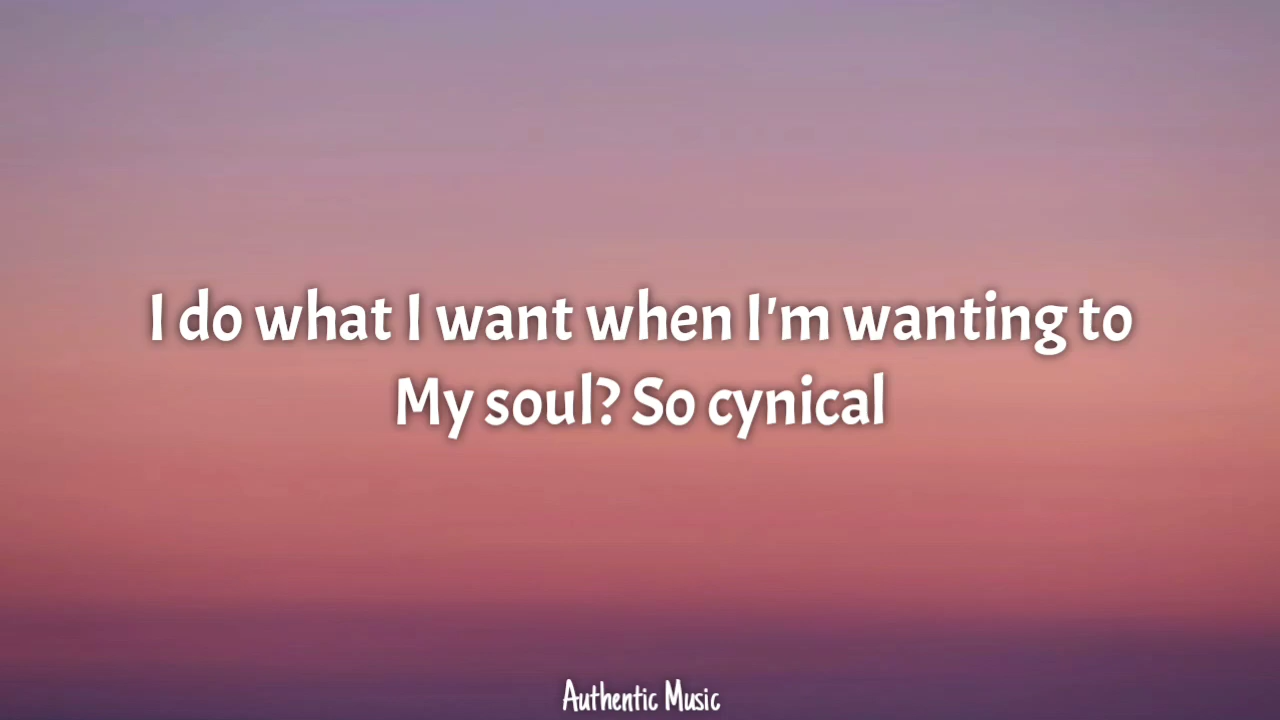 I do what I want when I'm wanting to
My soul? So cynical
Authentic Music